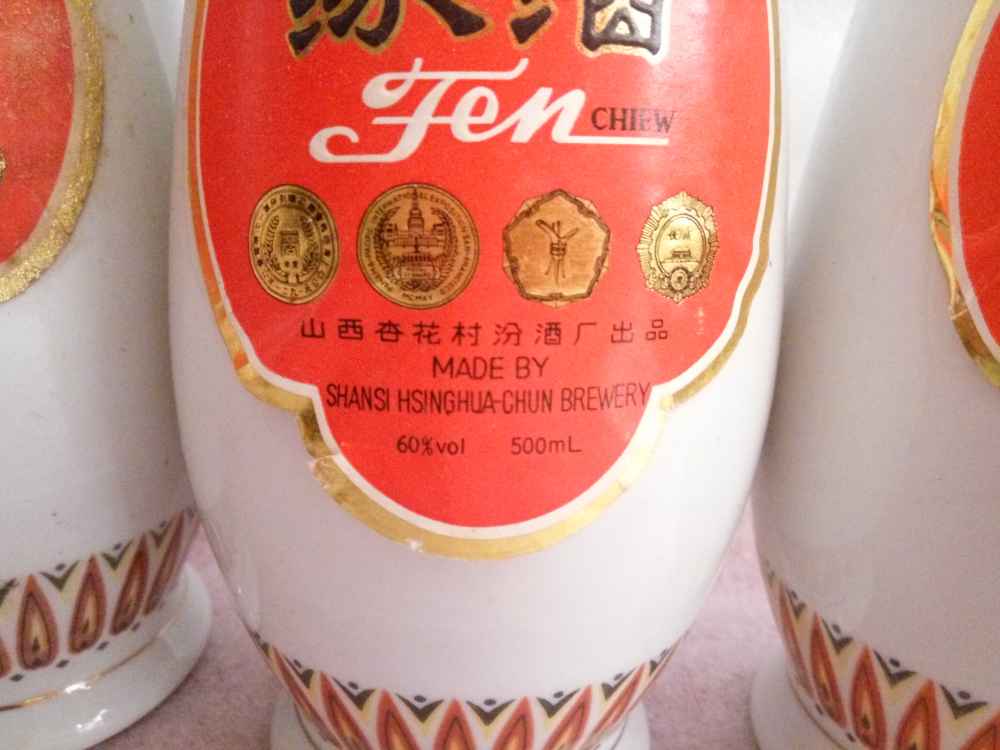 酒
Fen CHIEW
山西杏花村汾酒厂出品
MADE BY
SHANSI HSINGHUA-CHUN BREWERY
60%vol 500mL